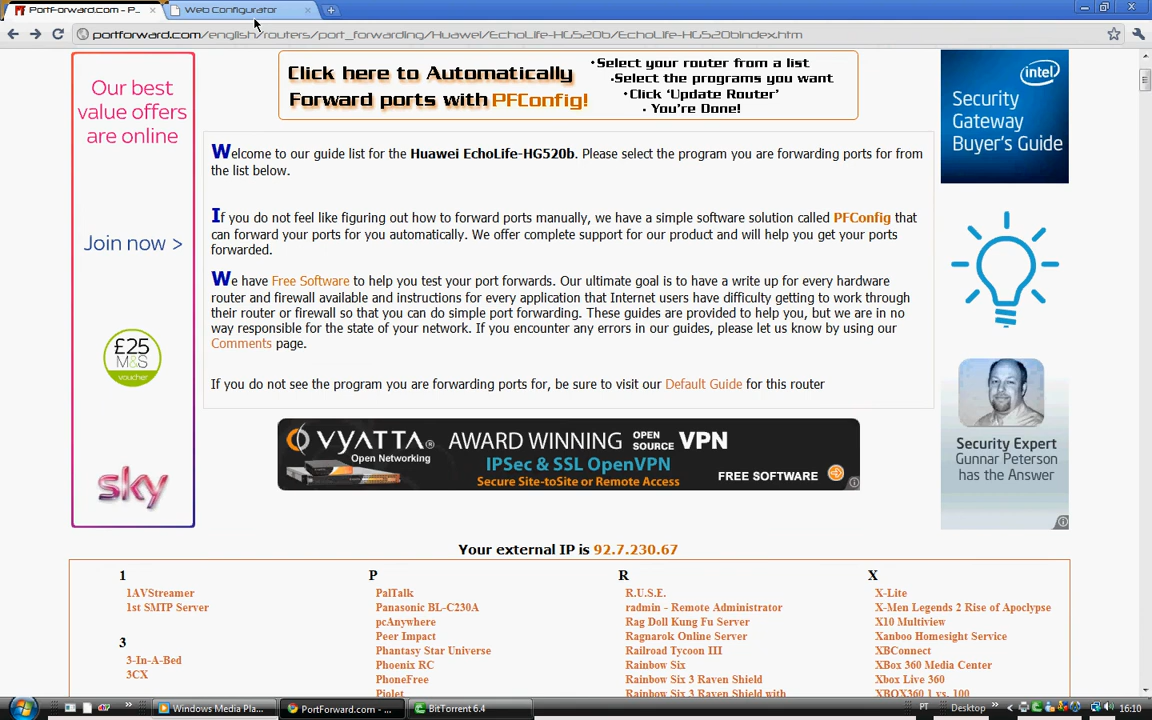 PortForward.com - P...
Web Configurator
portforward.com/english/routers/port_forwarding/Huawei/EchoLife-HG520b/EchoLife-HG520bindex.htm
Our best
value offers
are online
Join now >
£25
M&S
voucher
sky
Click here to Automatically
Forward ports with PFConfig!
•Select your router from a list
•Select the programs you want
•Click ‘Update Router’
• You're Done!
intel
Security
Gateway
Buyer's Guide
Welcome to our guide list for the Huawei EchoLife-HG520b. Please select the program you are forwarding ports for from
the list below.
If you do not feel like figuring out how to forward ports manually, we have a simple software solution called PFConfig that
can forward your ports for you automatically. We offer complete support for our product and will help you get your ports
forwarded.
We have Free Software to help you test your port forwards. Our ultimate goal is to have a write up for every hardware
router and firewall available and instructions for every application that Internet users have difficulty getting to work through
their router or firewall so that you can do simple port forwarding. These guides are provided to help you, but we are in no
way responsible for the state of your network. If you encounter any errors in our guides, please let us know by using our
Comments page.
If you do not see the program you are forwarding ports for, be sure to visit our Default Guide for this router
Security Expert
Gunnar Peterson
has the Answer
VYATTA®
Open Networking
AWARD WINNING OPEN SOURCE VPN
IPSec & SSL OpenVPN
Secure Site-to-Site or Remote Access
FREE SOFTWARE
Your external IP is 92.7.230.67
1
1AVStreamer
1st SMTP Server
3
3-In-A-Bed
3CX
P
PalTalk
Panasonic BL-C230A
pcAnywhere
Peer Impact
Phantasy Star Universe
Phoenix RC
PhoneFree
Piolet
R
R.U.S.E.
radmin - Remote Administrator
Rag Doll Kung Fu Server
Ragnarok Online Server
Railroad Tycoon III
Rainbow Six
Rainbow Six 3 Raven Shield
Rainbow Six 3 Raven Shield with
X
X-Lite
X-Men Legends 2 Rise of Apoclypse
X10 Multiview
Xanboo Homesight Service
XBConnect
XBox 360 Media Center
Xbox Live 360
XBOX360 1 vs. 100
Windows Media Pla...
PortForward.com - ...
BitTorrent 6.4
PT
Desktop
16:10